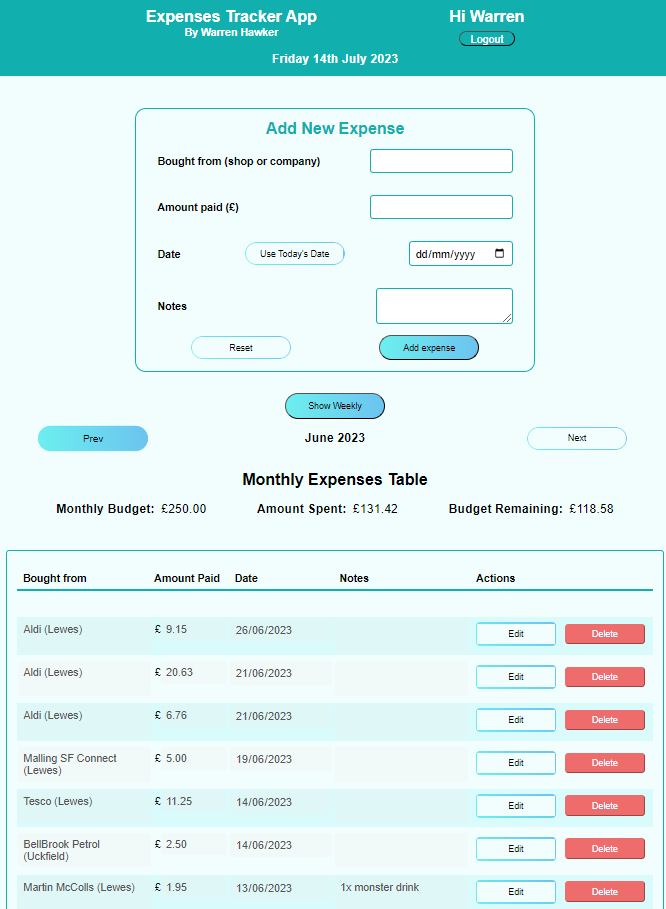 Expenses Tracker App
By Warren Hawker
Hi Warren
Logout
Friday 14th July 2023
Add New Expense
Bought from (shop or company)
Amount paid (£)
Date Use Today's Date dd/mm/yyyy
Notes
Reset Add expense
Show Weekly
Prev June 2023 Next
Monthly Expenses Table
Monthly Budget: £250.00 Amount Spent: £131.42 Budget Remaining: £118.58
Bought from Amount Paid Date Notes Actions
Aldi (Lewes) £ 9.15 26/06/2023 Edit Delete
Aldi (Lewes) £ 20.63 21/06/2023 Edit Delete
Aldi (Lewes) £ 6.76 21/06/2023 Edit Delete
Malling SF Connect £ 5.00 19/06/2023 Edit Delete
(Lewes)
Tesco (Lewes) £ 11.25 14/06/2023 Edit Delete
BellBrook Petrol £ 2.50 14/06/2023 Edit Delete
(Uckfield)
Martin McColls (Lewes) £ 1.95 13/06/2023 1x monster drink Edit Delete